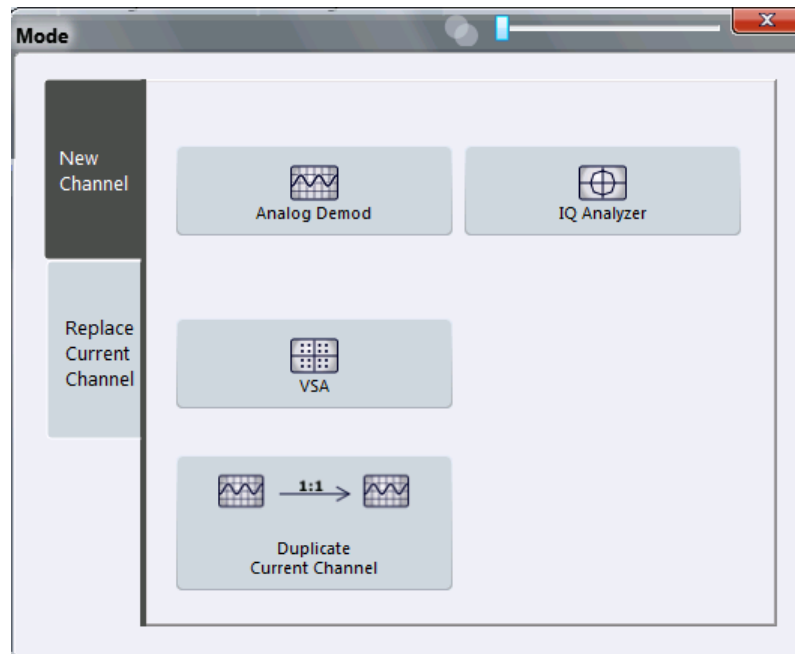 Mode
X
New
Channel
Analog Demod
IQ Analyzer
Replace
Current
Channel
VSA
1:1
Duplicate
Current Channel